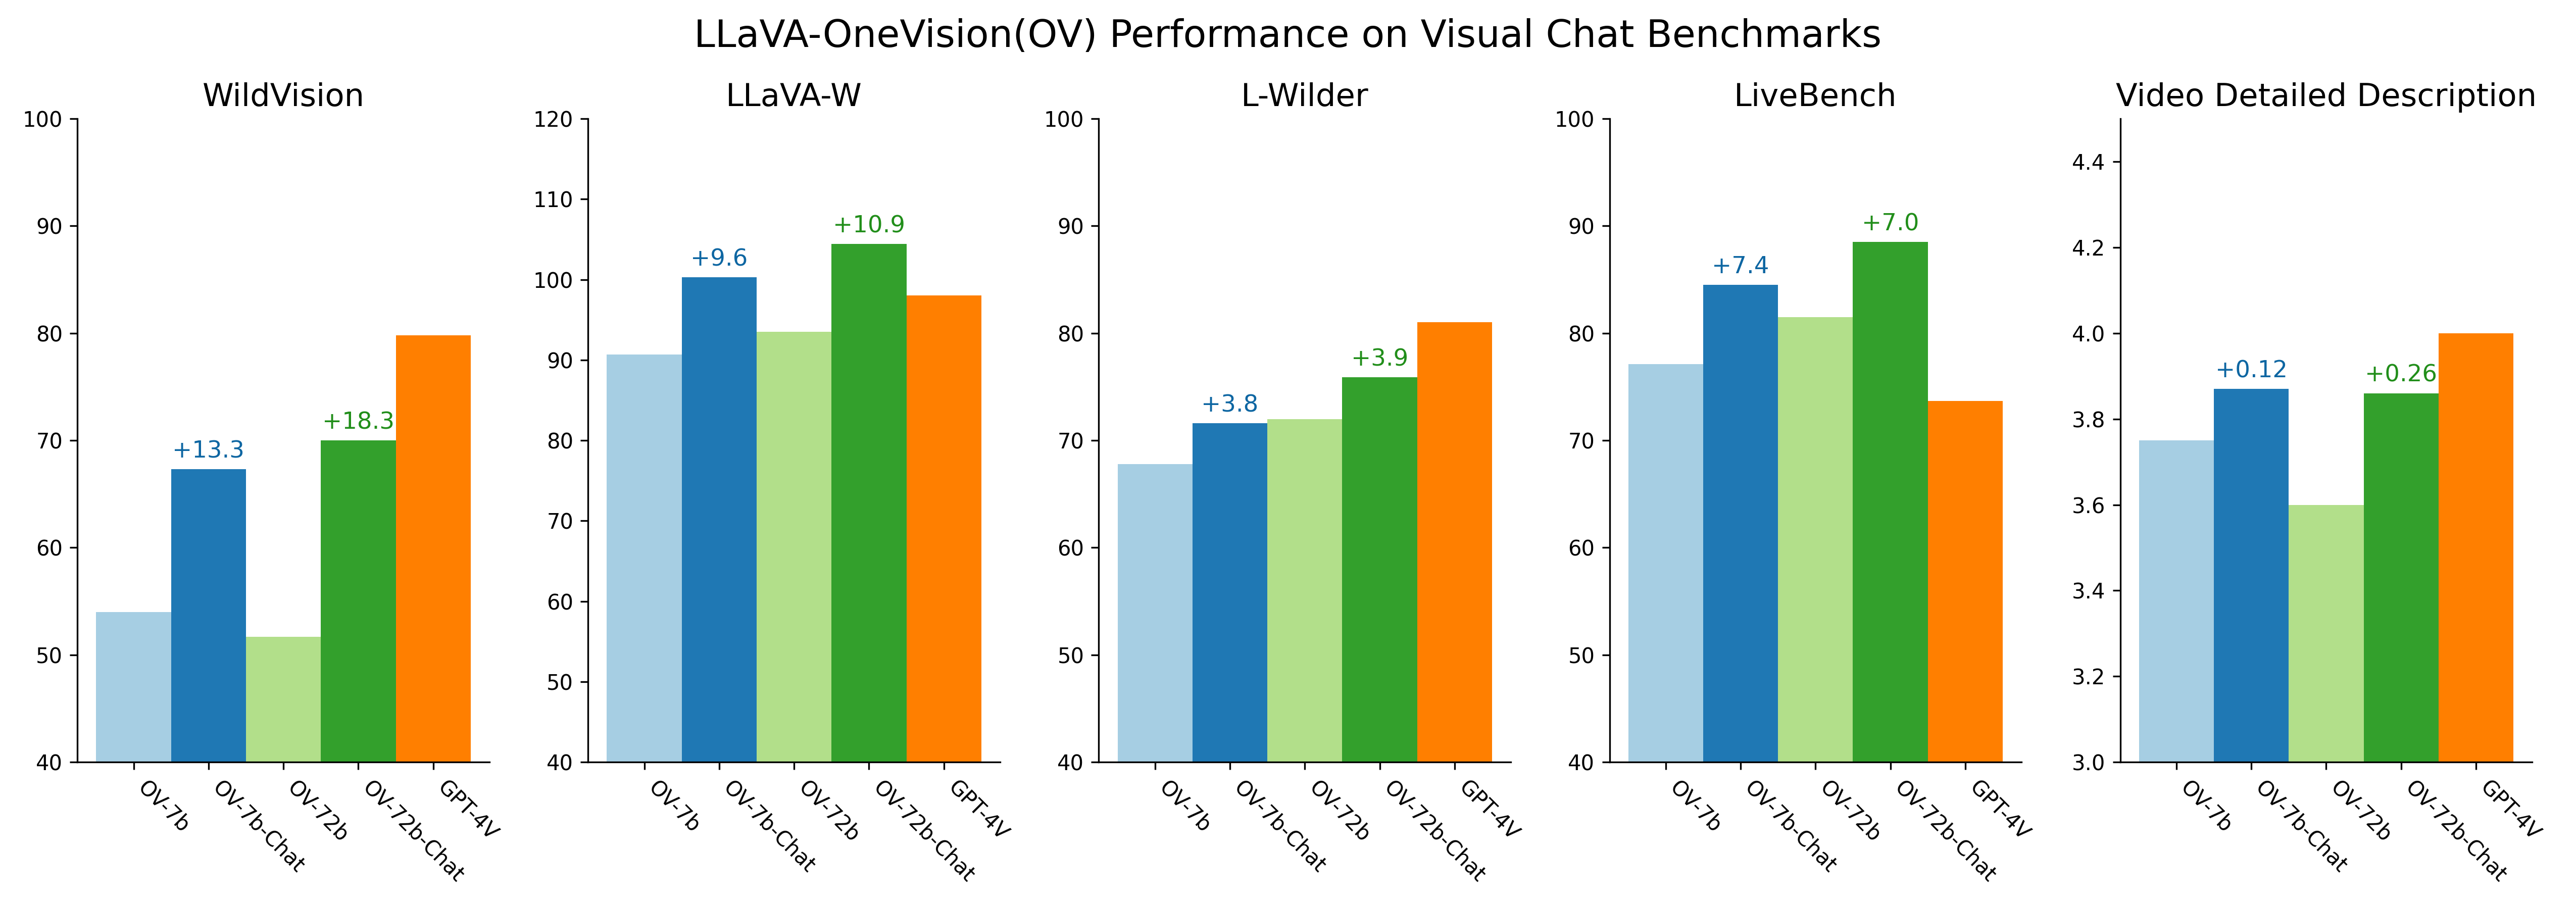 LLaVA-OneVision(OV) Performance on Visual Chat Benchmarks
WildVision
100
90
80
70
60
50
40
+13.3
+18.3
OV-7b
OV-7b-Chat
OV-72b
OV-72b-Chat
GPT-4V
LLaVA-W
120
110
100
90
80
70
60
50
40
+9.6
+10.9
OV-7b
OV-7b-Chat
OV-72b
OV-72b-Chat
GPT-4V
L-Wilder
100
90
80
70
60
50
40
+3.8
+3.9
OV-7b
OV-7b-Chat
OV-72b
OV-72b-Chat
GPT-4V
LiveBench
100
90
80
70
60
50
40
+7.4
+7.0
OV-7b
OV-7b-Chat
OV-72b
OV-72b-Chat
GPT-4V
Video Detailed Description
4.4
4.2
4.0
3.8
3.6
3.4
3.2
3.0
+0.12
+0.26
OV-7b
OV-7b-Chat
OV-72b
OV-72b-Chat
GPT-4V